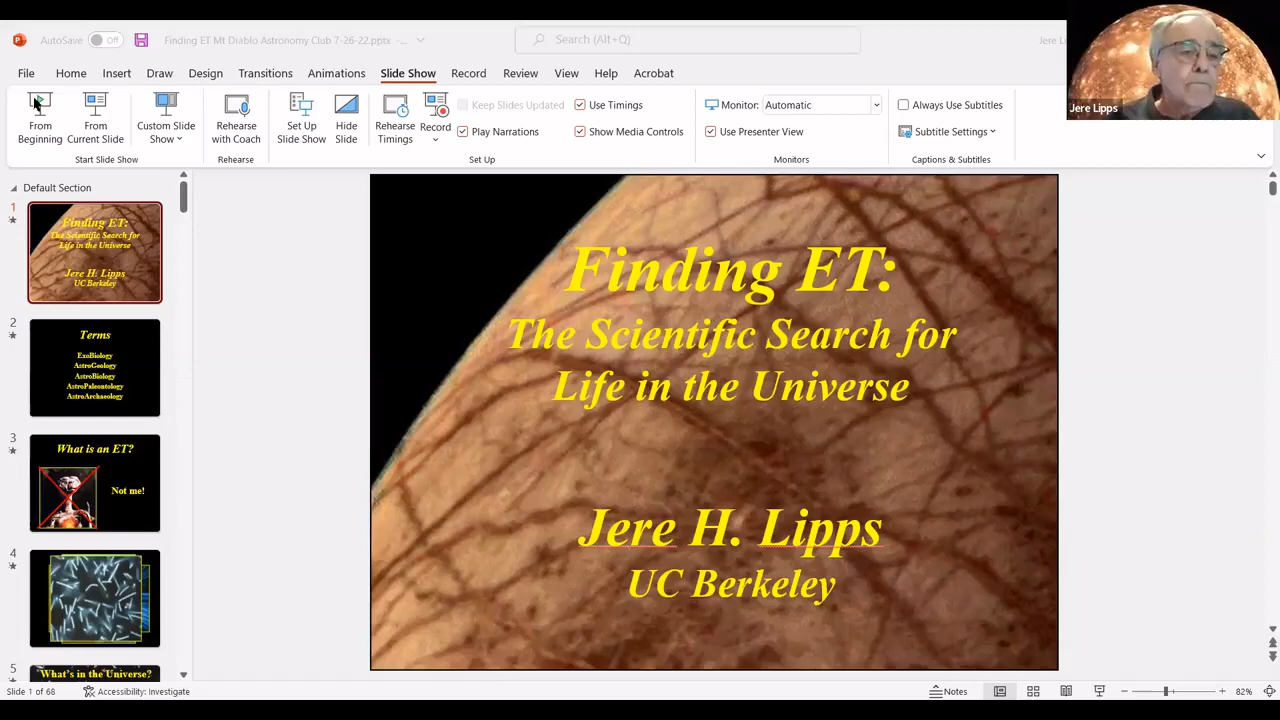 AutoSave Off Finding ET Mt Diablo Astronomy Club 7-26-22.pptx - ... Search (Alt+Q) Jere Li
File Home Insert Draw Design Transitions Animations Slide Show Record Review View Help Acrobat
Jere Lipps
From Beginning
From Current Slide
Custom Slide Show
Start Slide Show
Rehearse with Coach
Rehearse
Set Up Slide Show
Hide Slide
Rehearse Timings
Record
Keep Slides Updated
Play Narrations
Use Timings
Show Media Controls
Set Up
Monitor: Automatic
Use Presenter View
Monitors
Always Use Subtitles
Subtitle Settings
Captions & Subtitles
Default Section
1
Finding ET:
The Scientific Search for
Life in the Universe
Jere H. Lipps
UC Berkeley
2
Terms
ExoBiology
AstroGeology
AstroBiology
AstroPaleontology
AstroArchaeology
3
What is an ET?
Not me!
4
5
What's in the Universe?
Finding ET:
The Scientific Search for
Life in the Universe
Jere H. Lipps
UC Berkeley
Slide 1 of 68 Accessibility: Investigate Notes 82%